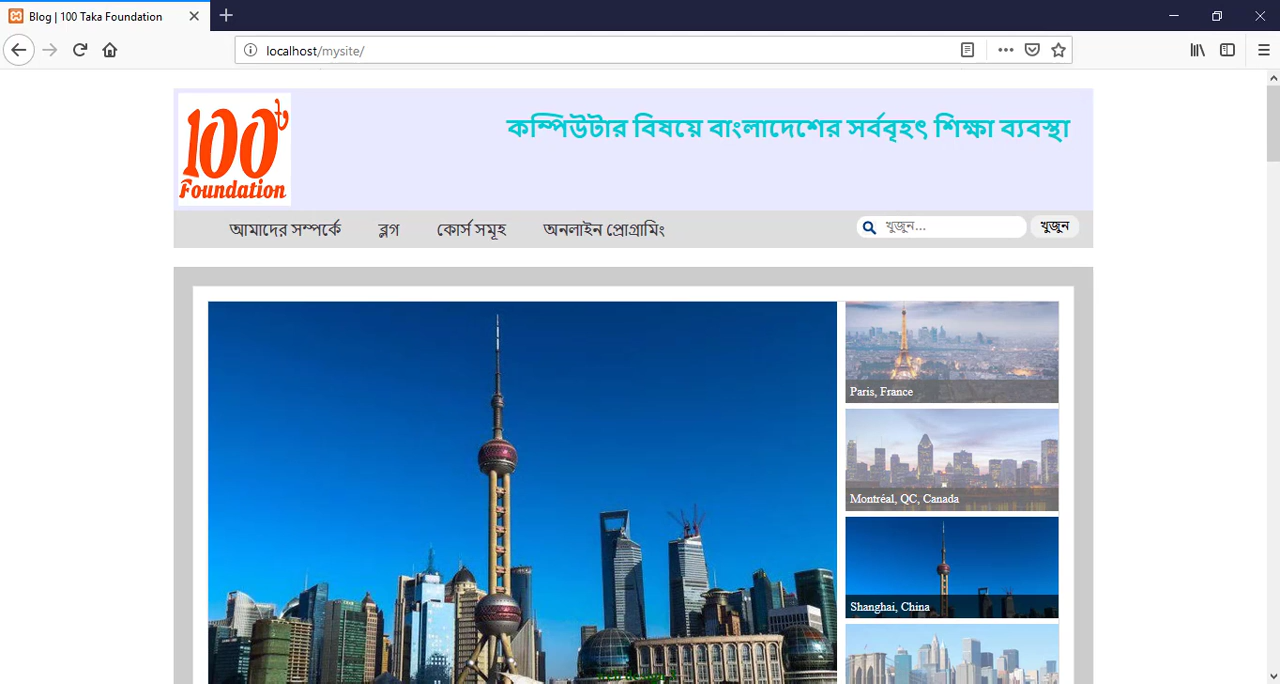 Blog | 100 Taka Foundation
localhost/mysite/
100৳
Foundation
কম্পিউটার বিষয়ে বাংলাদেশের সর্ববৃহৎ শিক্ষা ব্যবস্থা
আমাদের সম্পর্কে ব্লগ কোর্স সমূহ অনলাইন প্রোগ্রামিং খুজুন... খুজুন
Paris, France
Montréal, QC, Canada
Shanghai, China